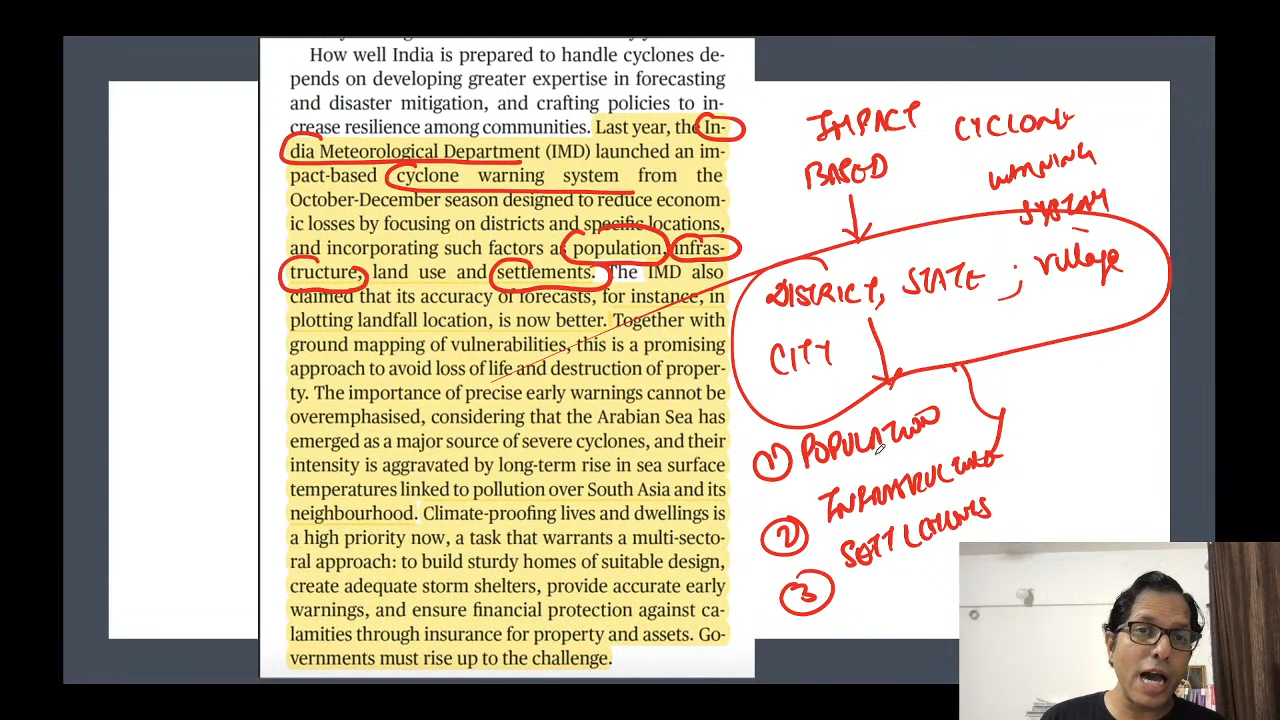 How well India is prepared to handle cyclones de-
pends on developing greater expertise in forecasting
and disaster mitigation, and crafting policies to in-
crease resilience among communities. Last year, the In-
dia Meteorological Department (IMD) launched an im-
pact-based cyclone warning system from the
October-December season designed to reduce econom-
ic losses by focusing on districts and specific locations,
and incorporating such factors as population, infras-
tructure, land use and settlements. The IMD also
claimed that its accuracy of forecasts, for instance, in
plotting landfall location, is now better. Together with
ground mapping of vulnerabilities, this is a promising
approach to avoid loss of life and destruction of proper-
ty. The importance of precise early warnings cannot be
overemphasised, considering that the Arabian Sea has
emerged as a major source of severe cyclones, and their
intensity is aggravated by long-term rise in sea surface
temperatures linked to pollution over South Asia and its
neighbourhood. Climate-proofing lives and dwellings is
a high priority now, a task that warrants a multi-secto-
ral approach: to build sturdy homes of suitable design,
create adequate storm shelters, provide accurate early
warnings, and ensure financial protection against ca-
lamities through insurance for property and assets. Go-
vernments must rise up to the challenge.
IMPACT
BASED
CYCLONE
WARNING
SYSTEM
DISTRICT, STATE ; village
CITY
1 POPULATION
2 INFRASTRUCTURE
3 SETTLEMENTS